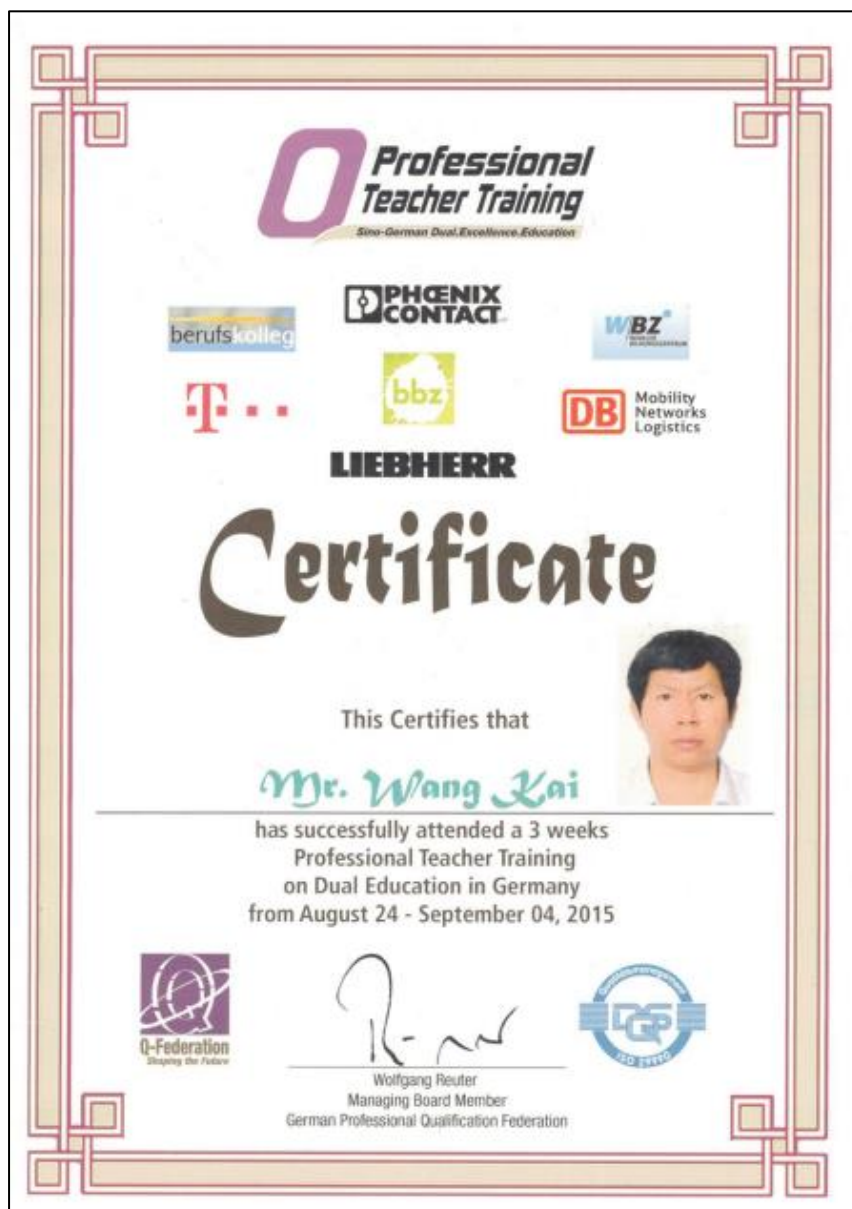 Professional
Teacher Training
Sino-German Dual.Excellence.Education
PHŒNIX
CONTACT
berufskolleg
WBZ
T
bbz
DB
Mobility
Networks
Logistics
LIEBHERR
Certificate
This Certifies that
Mr. Wang Kai
has successfully attended a 3 weeks
Professional Teacher Training
on Dual Education in Germany
from August 24 - September 04, 2015
Q-Federation
Shaping the Future
Qualitätsmanagement
DQS
ISO 29990
Wolfgang Reuter
Managing Board Member
German Professional Qualification Federation